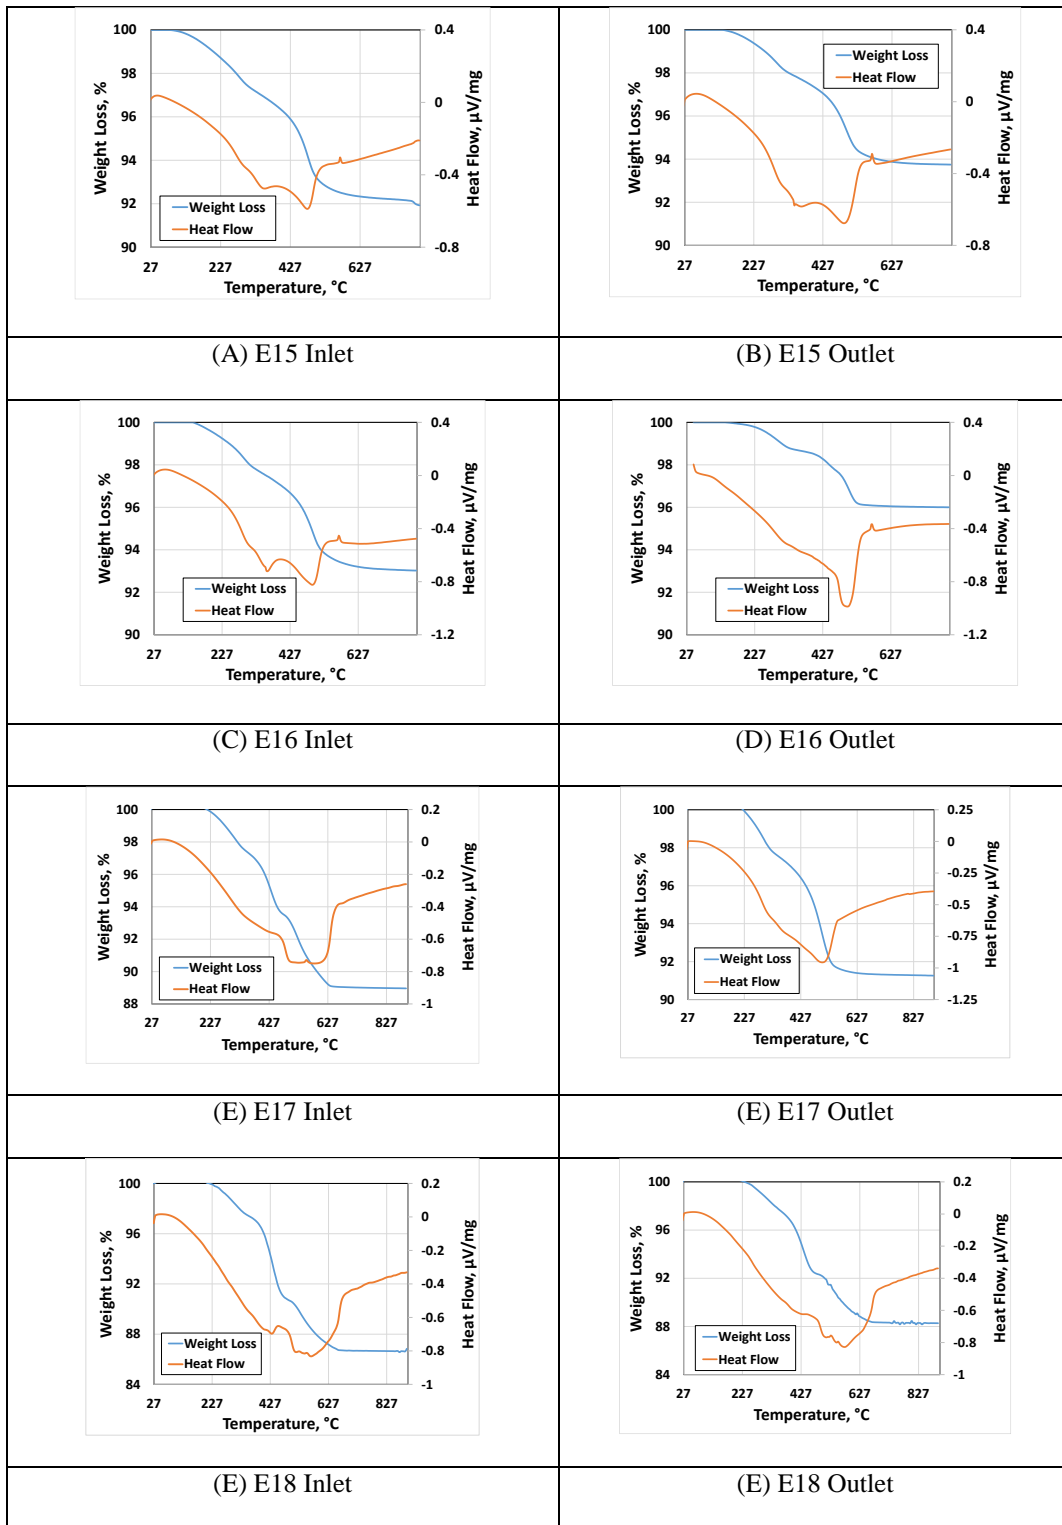 100
98
96
94
92
90
0.4
0
-0.4
-0.8
27
227
427
627
Weight Loss, %
Heat Flow, µV/mg
Temperature, °C
Weight Loss
Heat Flow
(A) E15 Inlet
100
98
96
94
92
90
0.4
0
-0.4
-0.8
27
227
427
627
Weight Loss, %
Heat Flow, µV/mg
Temperature, °C
Weight Loss
Heat Flow
(B) E15 Outlet
100
98
96
94
92
90
0.4
0
-0.4
-0.8
-1.2
27
227
427
627
Weight Loss, %
Heat Flow, µV/mg
Temperature, °C
Weight Loss
Heat Flow
(C) E16 Inlet
100
98
96
94
92
90
0.4
0
-0.4
-0.8
-1.2
27
227
427
627
Weight Loss, %
Heat Flow, µV/mg
Temperature, °C
Weight Loss
Heat Flow
(D) E16 Outlet
100
98
96
94
92
90
88
0.2
0
-0.2
-0.4
-0.6
-0.8
-1
27
227
427
627
827
Weight Loss, %
Heat Flow, µV/mg
Temperature, °C
Weight Loss
Heat Flow
(E) E17 Inlet
100
98
96
94
92
90
0.25
0
-0.25
-0.5
-0.75
-1
-1.25
27
227
427
627
827
Weight Loss, %
Heat Flow, µV/mg
Temperature, °C
Weight Loss
Heat Flow
(E) E17 Outlet
100
96
92
88
84
0.2
0
-0.2
-0.4
-0.6
-0.8
-1
27
227
427
627
827
Weight Loss, %
Heat Flow, µV/mg
Temperature, °C
Weight Loss
Heat Flow
(E) E18 Inlet
100
96
92
88
84
0.2
0
-0.2
-0.4
-0.6
-0.8
-1
27
227
427
627
827
Weight Loss, %
Heat Flow, µV/mg
Temperature, °C
Weight Loss
Heat Flow
(E) E18 Outlet